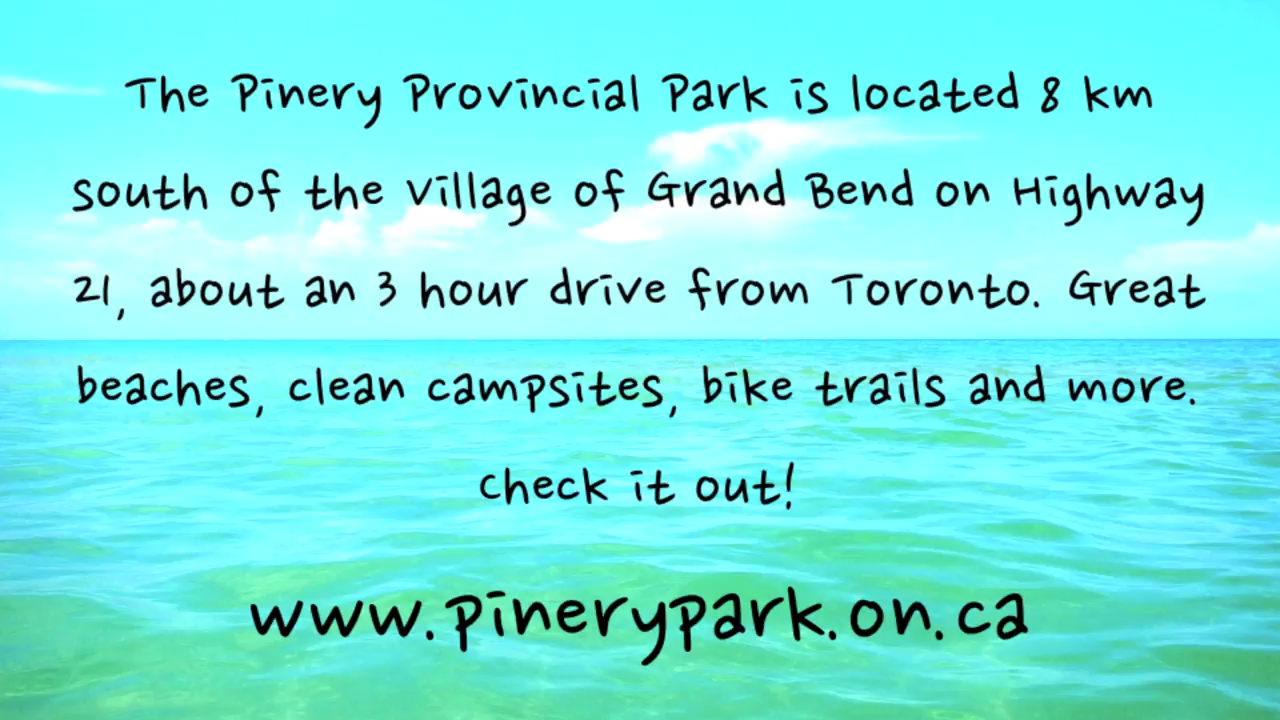 The Pinery Provincial Park is located 8 km
south of the village of Grand Bend on Highway
21, about an 3 hour drive from Toronto. Great
beaches, clean campsites, bike trails and more.
check it out!
www.pinerypark.on.ca